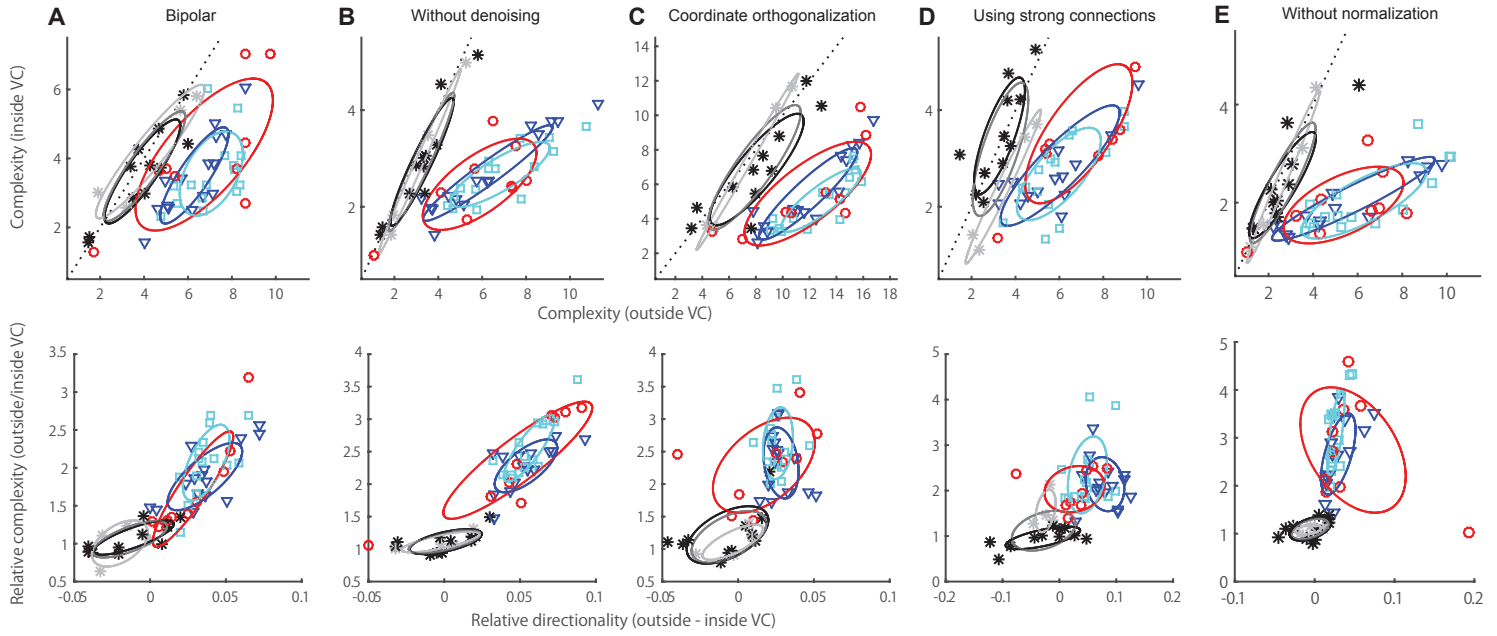 A Bipolar
B Without denoising
C Coordinate orthogonalization
D Using strong connections
E Without normalization
Complexity (inside VC)
6
4
2
2 4 6 8 10
4
2
2 4 6 8 10
14
12
10
8
6
4
2
2 4 6 8 10 12 14 16 18
4
2
2 4 6 8 10
4
2
2 4 6 8 10
Complexity (outside VC)
Relative complexity (outside/inside VC)
3.5
3
2.5
2
1.5
1
0.5
-0.05 0 0.05 0.1
4
3.5
3
2.5
2
1.5
1
0.5
-0.05 0 0.05 0.1
4
3.5
3
2.5
2
1.5
1
0.5
-0.05 0 0.05 0.1
5
4
3
2
1
0
-0.2 -0.1 0 0.1 0.2
5
4
3
2
1
0
-0.1 0 0.1 0.2
Relative directionality (outside - inside VC)